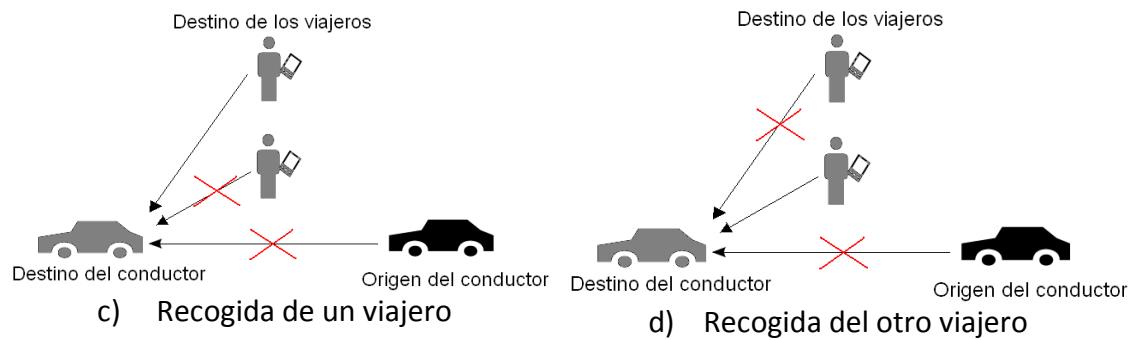 Destino de los viajeros
Destino del conductor
Origen del conductor
c) Recogida de un viajero
Destino de los viajeros
Destino del conductor
Origen del conductor
d) Recogida del otro viajero